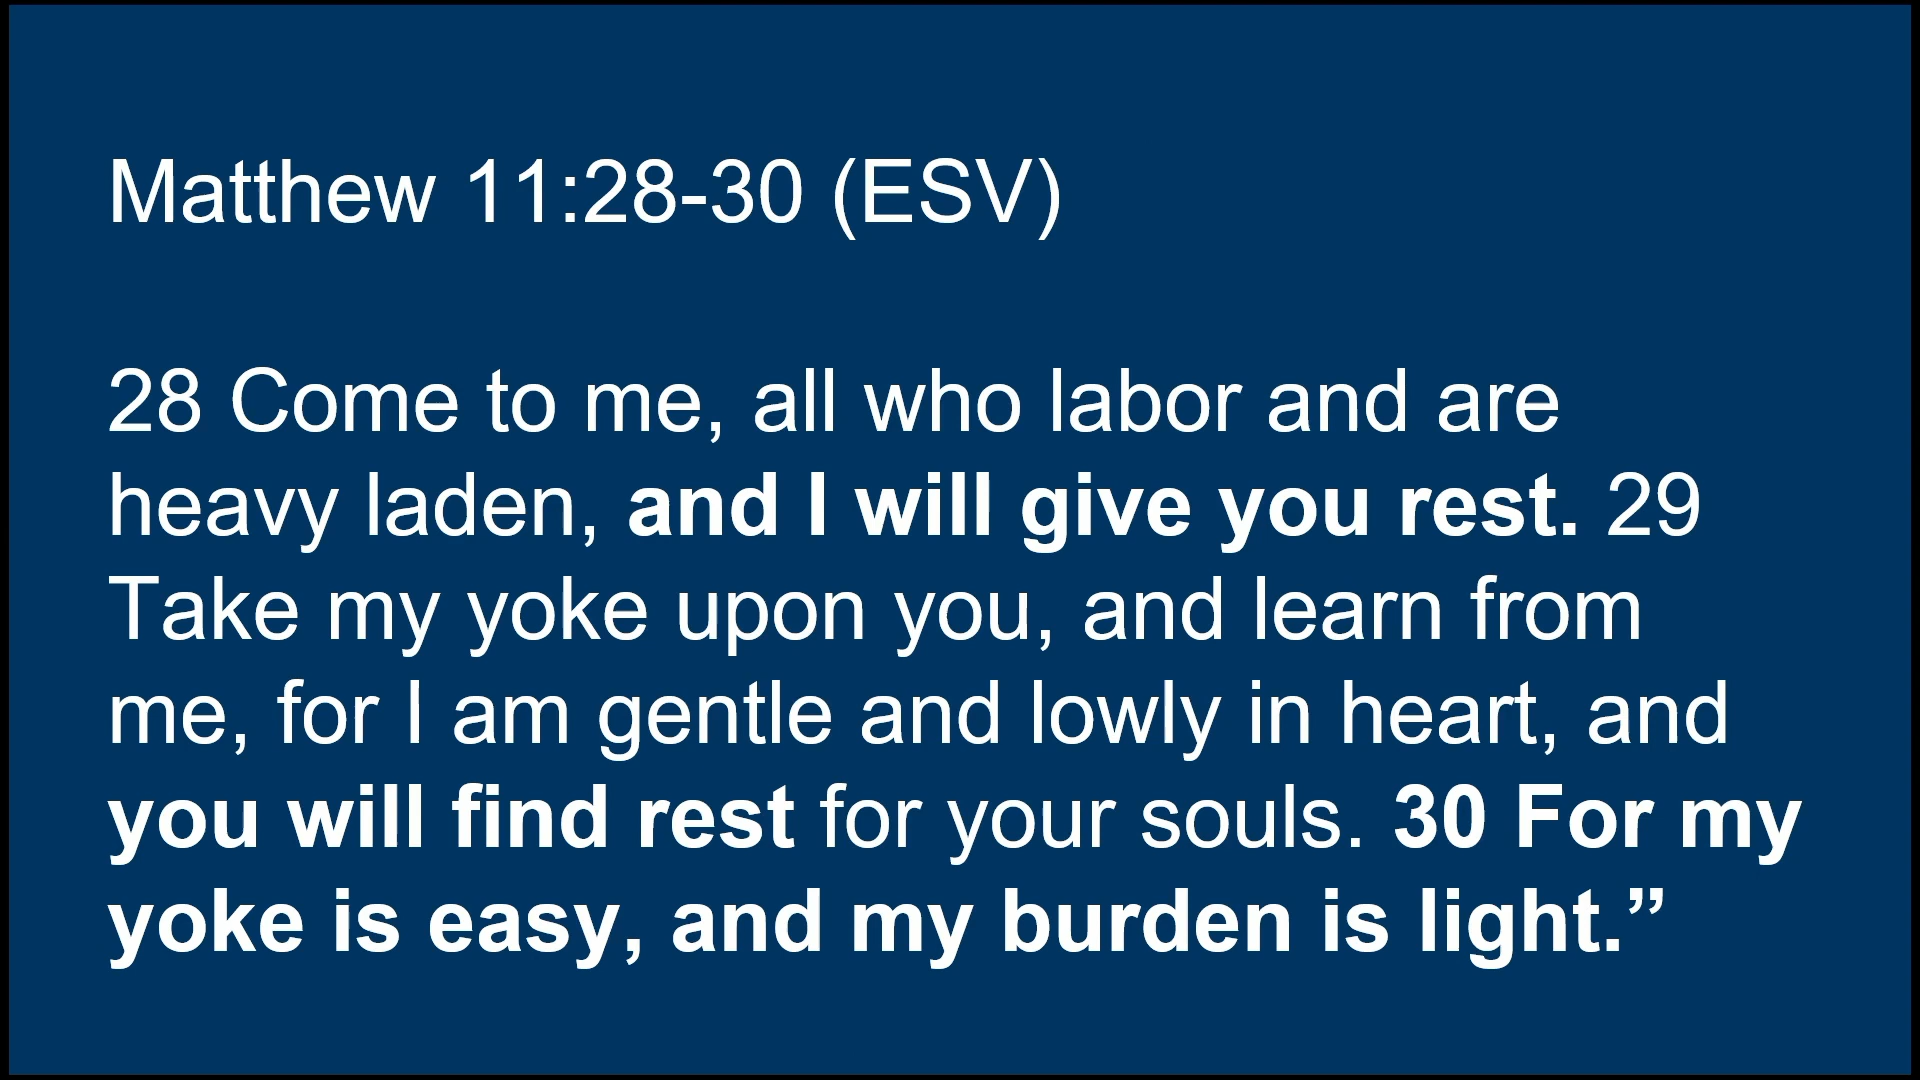 Matthew 11:28-30 (ESV)
28 Come to me, all who labor and are
heavy laden, and I will give you rest. 29
Take my yoke upon you, and learn from
me, for I am gentle and lowly in heart, and
you will find rest for your souls. 30 For my
yoke is easy, and my burden is light.”